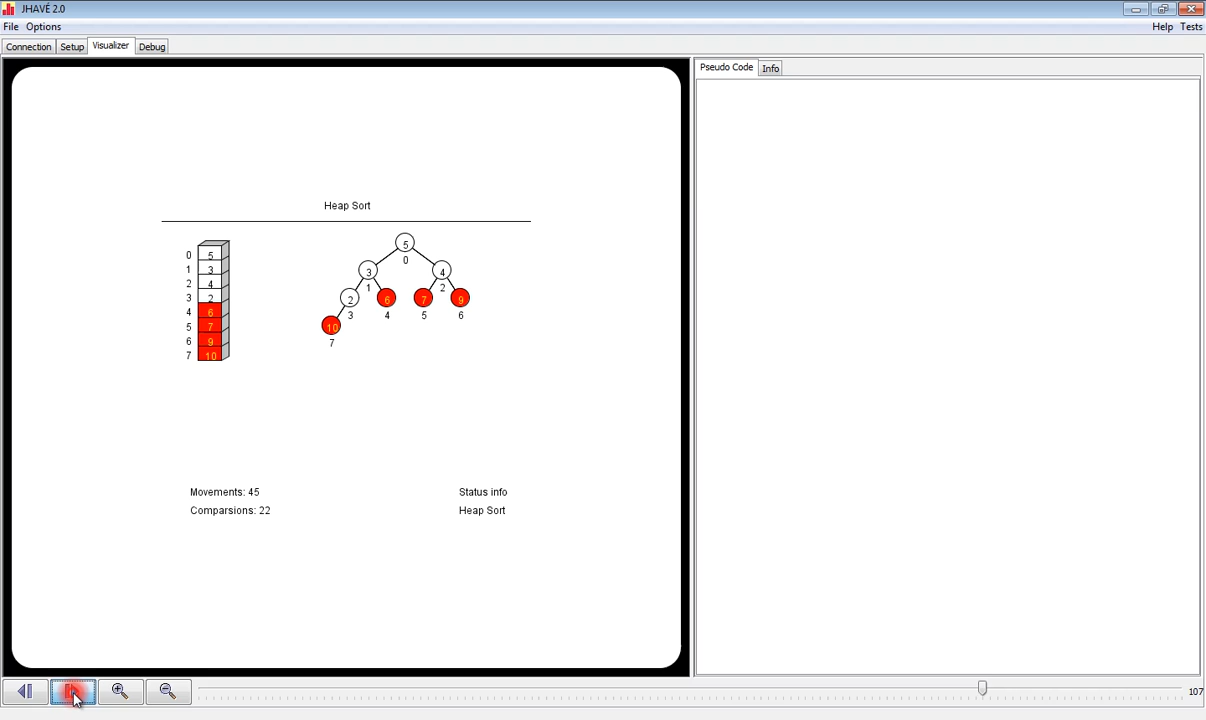 JHAVÉ 2.0
File Options Help Tests
Connection Setup Visualizer Debug
Pseudo Code Info
Heap Sort
0 5
1 3
2 4
3 2
4 6
5 7
6 9
7 10
5
0
3 4
1 2
2 6 7 9
3 4 5 6
10
7
Movements: 45 Status info
Comparsions: 22 Heap Sort
107